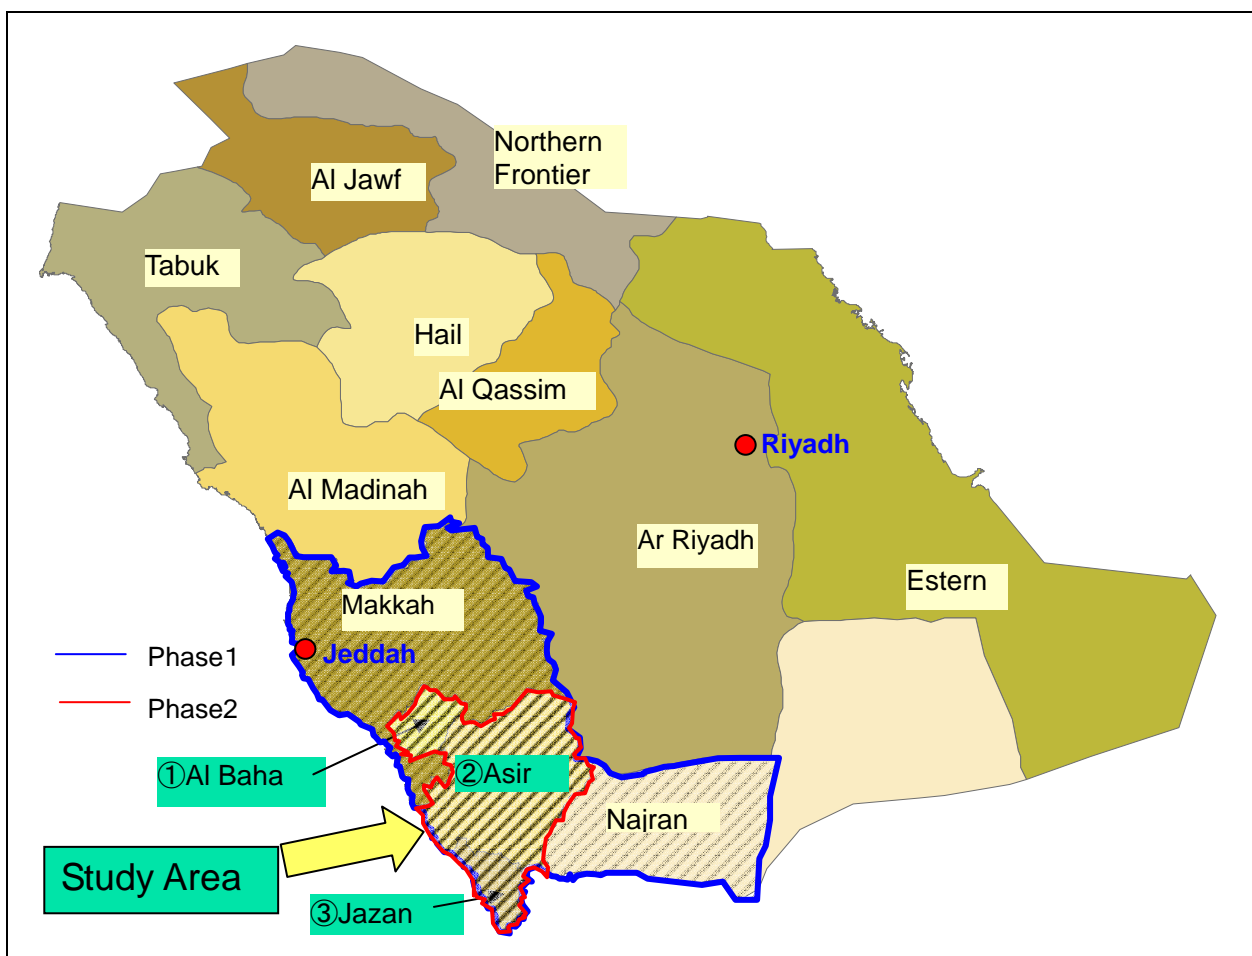 Northern
Frontier
Al Jawf
Tabuk
Hail
Al Qassim
Riyadh
Al Madinah
Ar Riyadh
Estern
Makkah
Jeddah
Phase1
Phase2
①Al Baha
②Asir
Najran
Study Area
③Jazan